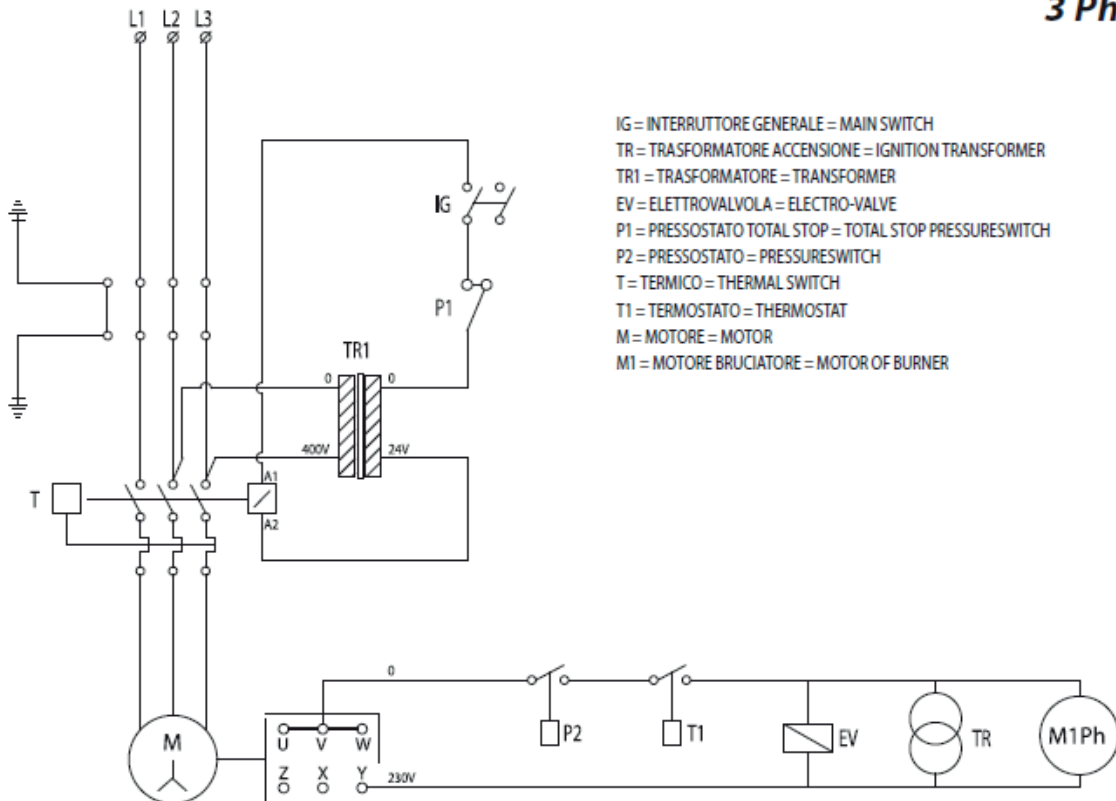 3 Ph
L1 L2 L3
IG = INTERRUTTORE GENERALE = MAIN SWITCH
TR = TRASFORMATORE ACCENSIONE = IGNITION TRANSFORMER
TR1 = TRASFORMATORE = TRANSFORMER
EV = ELETTROVALVOLA = ELECTRO-VALVE
P1 = PRESSOSTATO TOTAL STOP = TOTAL STOP PRESSURESWITCH
P2 = PRESSOSTATO = PRESSURESWITCH
T = TERMICO = THERMAL SWITCH
T1 = TERMOSTATO = THERMOSTAT
M = MOTORE = MOTOR
M1 = MOTORE BRUCIATORE = MOTOR OF BURNER
IG
P1
TR1
0 0
400V 24V
A1
T
A2
0
P2 T1 EV TR M1Ph
M
U V W
Z X Y 230V